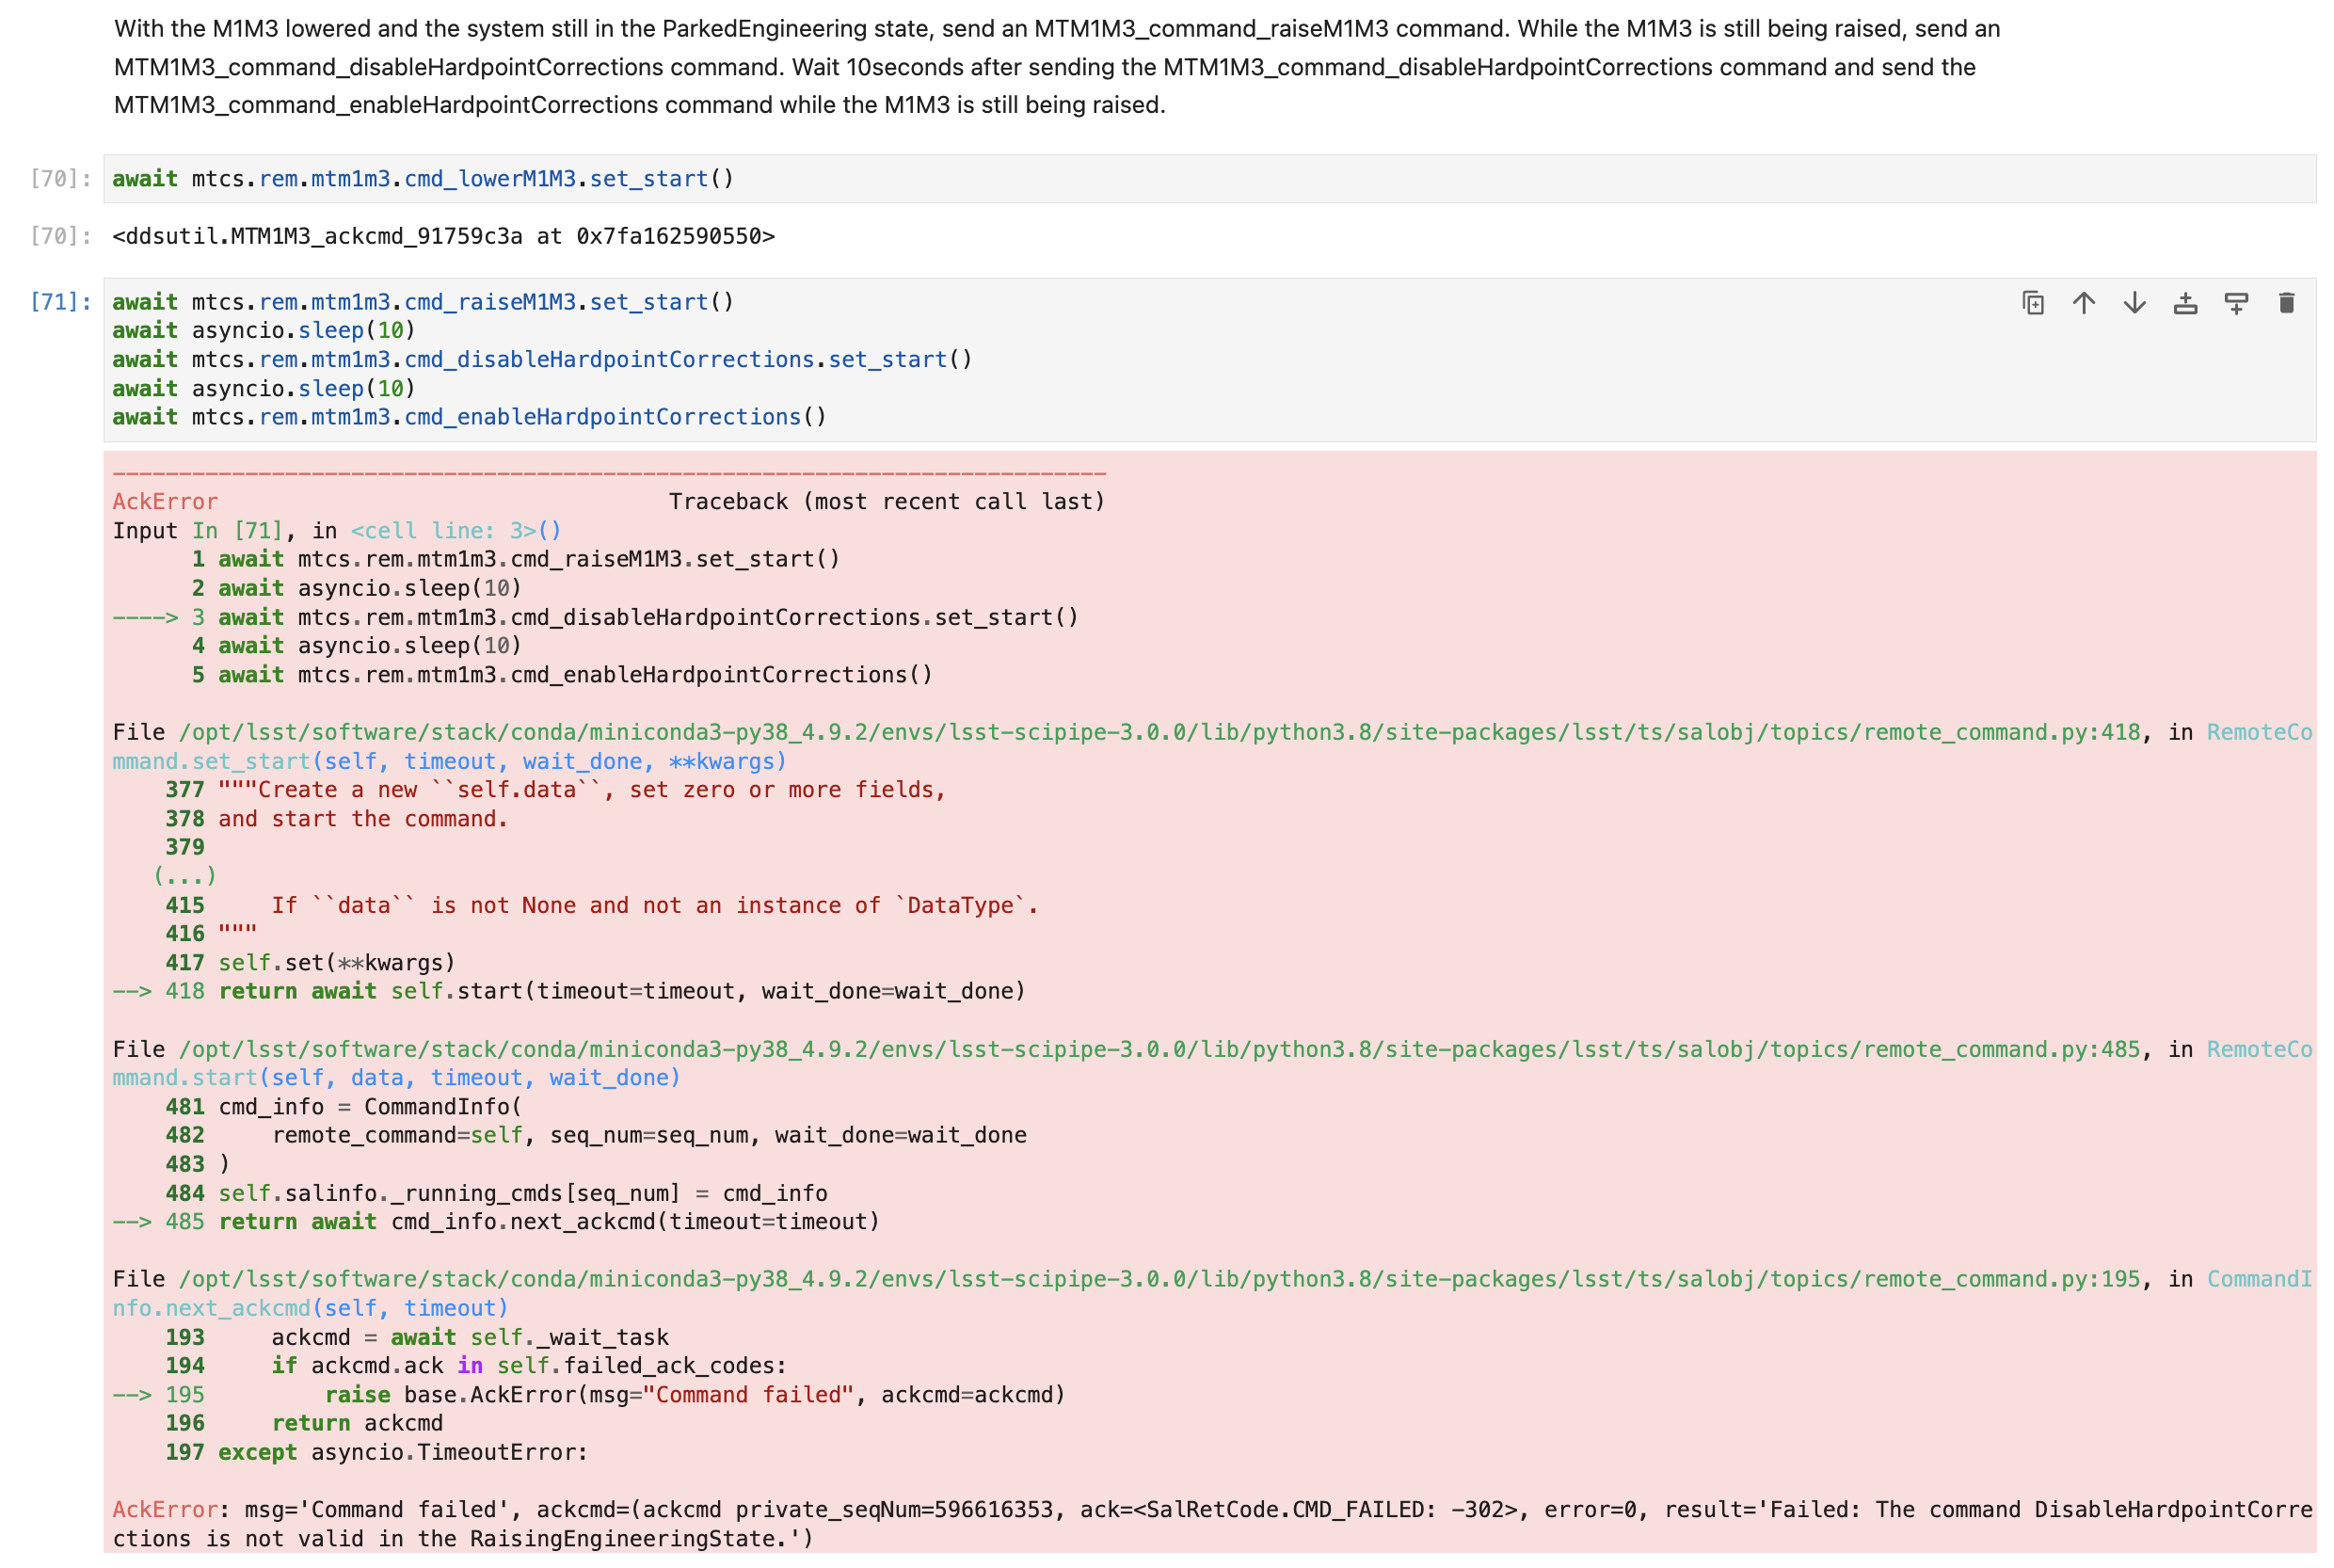 With the M1M3 lowered and the system still in the ParkedEngineering state, send an MTM1M3_command_raiseM1M3 command. While the M1M3 is still being raised, send an
MTM1M3_command_disableHardpointCorrections command. Wait 10seconds after sending the MTM1M3_command_disableHardpointCorrections command and send the
MTM1M3_command_enableHardpointCorrections command while the M1M3 is still being raised.
[70]: await mtcs.rem.mtm1m3.cmd_lowerM1M3.set_start()
[70]: <ddsutil.MTM1M3_ackcmd_91759c3a at 0x7fa162590550>
[71]: await mtcs.rem.mtm1m3.cmd_raiseM1M3.set_start()
await asyncio.sleep(10)
await mtcs.rem.mtm1m3.cmd_disableHardpointCorrections.set_start()
await asyncio.sleep(10)
await mtcs.rem.mtm1m3.cmd_enableHardpointCorrections()
---------------------------------------------------------------------------
AckError                                  Traceback (most recent call last)
Input In [71], in <cell line: 3>()
      1 await mtcs.rem.mtm1m3.cmd_raiseM1M3.set_start()
      2 await asyncio.sleep(10)
----> 3 await mtcs.rem.mtm1m3.cmd_disableHardpointCorrections.set_start()
      4 await asyncio.sleep(10)
      5 await mtcs.rem.mtm1m3.cmd_enableHardpointCorrections()
File /opt/lsst/software/stack/conda/miniconda3-py38_4.9.2/envs/lsst-scipipe-3.0.0/lib/python3.8/site-packages/lsst/ts/salobj/topics/remote_command.py:418, in RemoteCo
mmand.set_start(self, timeout, wait_done, **kwargs)
    377 """Create a new ``self.data``, set zero or more fields,
    378 and start the command.
    379
   (...)
    415     If ``data`` is not None and not an instance of `DataType`.
    416 """
    417 self.set(**kwargs)
--> 418 return await self.start(timeout=timeout, wait_done=wait_done)
File /opt/lsst/software/stack/conda/miniconda3-py38_4.9.2/envs/lsst-scipipe-3.0.0/lib/python3.8/site-packages/lsst/ts/salobj/topics/remote_command.py:485, in RemoteCo
mmand.start(self, data, timeout, wait_done)
    481 cmd_info = CommandInfo(
    482     remote_command=self, seq_num=seq_num, wait_done=wait_done
    483 )
    484 self.salinfo._running_cmds[seq_num] = cmd_info
--> 485 return await cmd_info.next_ackcmd(timeout=timeout)
File /opt/lsst/software/stack/conda/miniconda3-py38_4.9.2/envs/lsst-scipipe-3.0.0/lib/python3.8/site-packages/lsst/ts/salobj/topics/remote_command.py:195, in CommandI
nfo.next_ackcmd(self, timeout)
    193     ackcmd = await self._wait_task
    194     if ackcmd.ack in self.failed_ack_codes:
--> 195         raise base.AckError(msg="Command failed", ackcmd=ackcmd)
    196     return ackcmd
    197 except asyncio.TimeoutError:
AckError: msg='Command failed', ackcmd=(ackcmd private_seqNum=596616353, ack=<SalRetCode.CMD_FAILED: -302>, error=0, result='Failed: The command DisableHardpointCorre
ctions is not valid in the RaisingEngineeringState.')